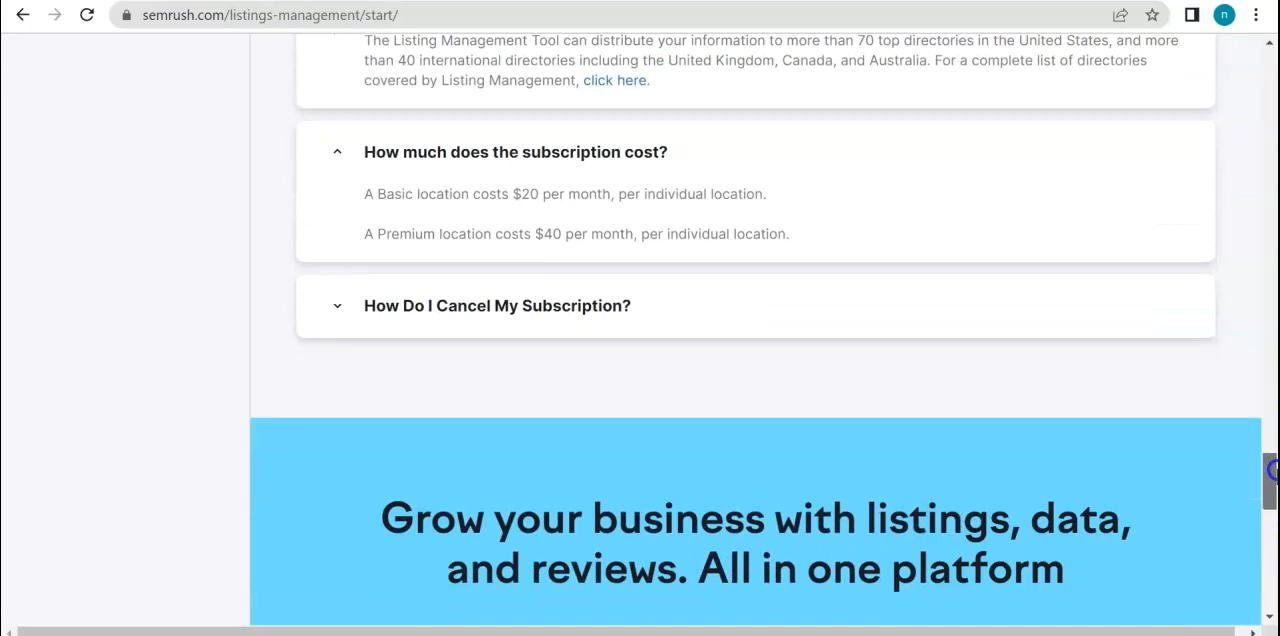 semrush.com/listings-management/start/
n
The Listing Management Tool can distribute your information to more than 70 top directories in the United States, and more
than 40 international directories including the United Kingdom, Canada, and Australia. For a complete list of directories
covered by Listing Management, click here.
How much does the subscription cost?
A Basic location costs $20 per month, per individual location.
A Premium location costs $40 per month, per individual location.
How Do I Cancel My Subscription?
Grow your business with listings, data,
and reviews. All in one platform